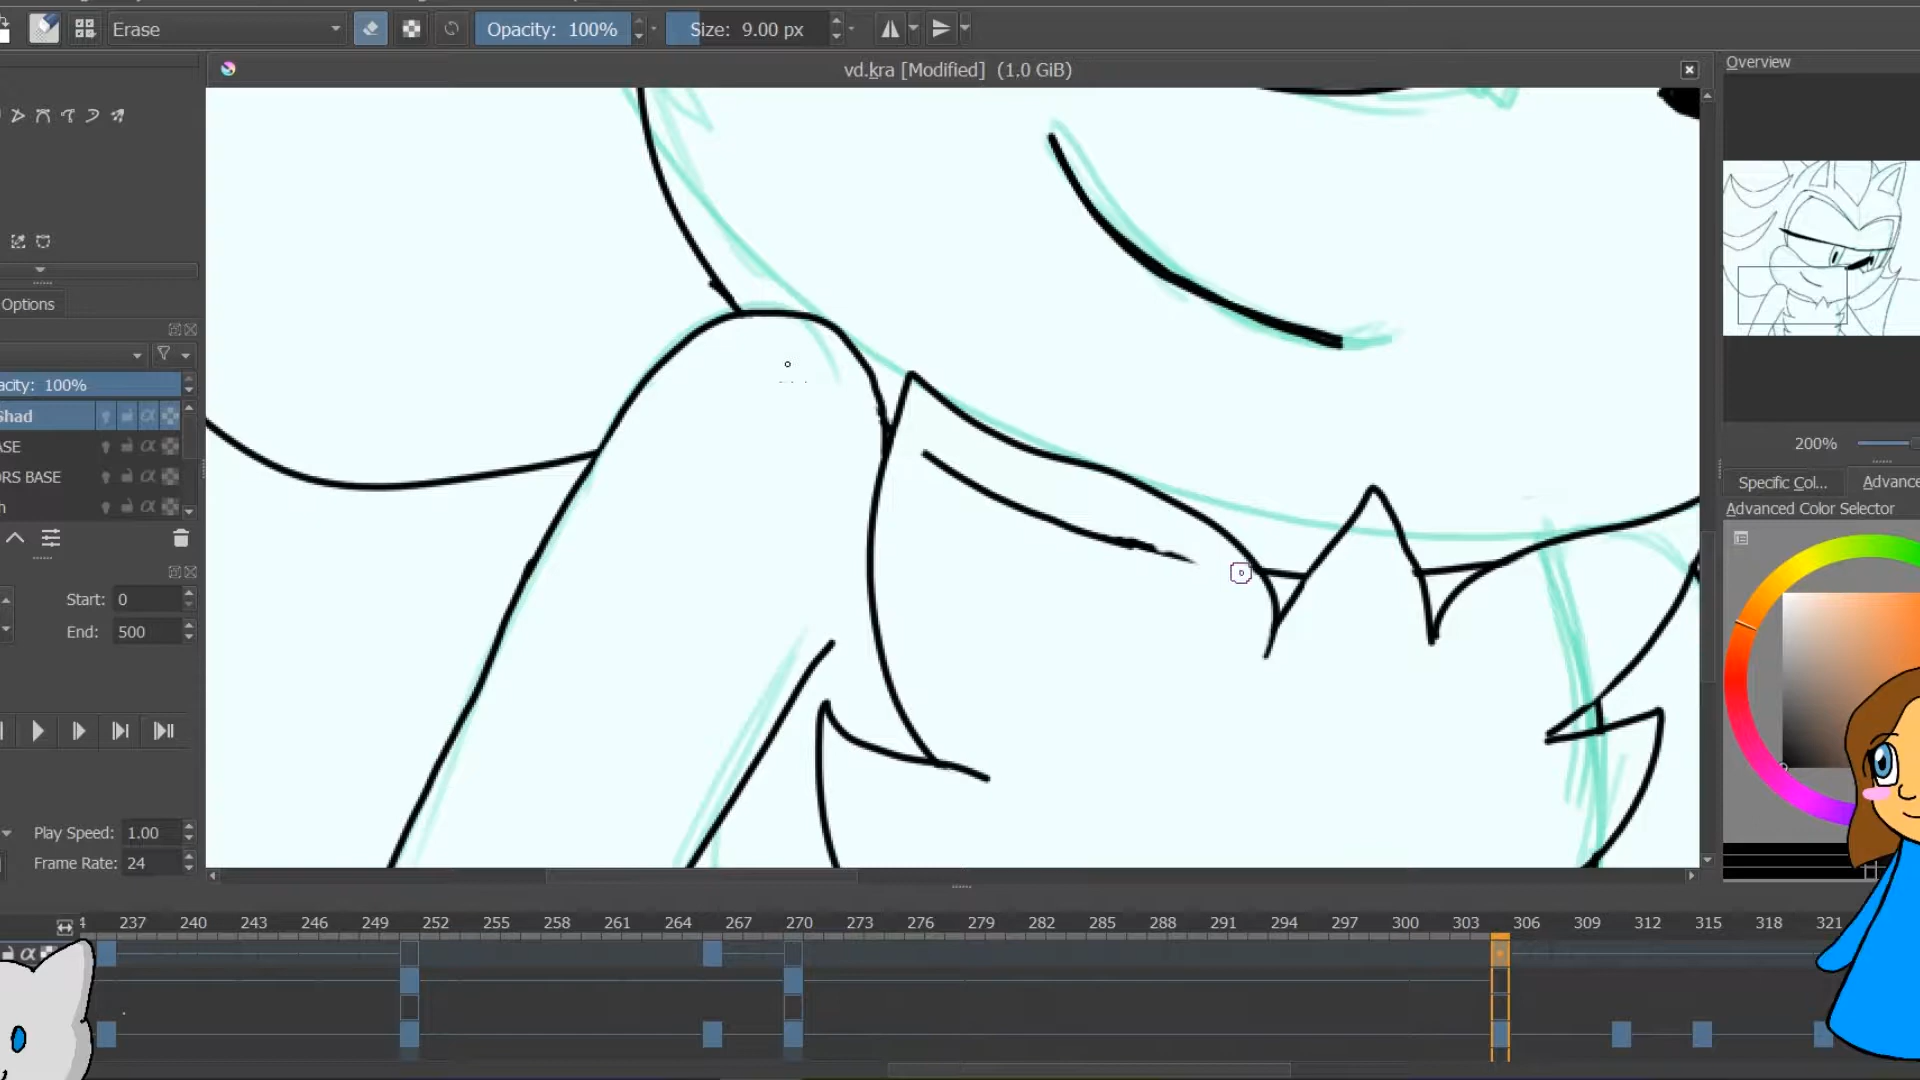 Erase
Opacity: 100%
Size: 9.00 px
vd.kra [Modified] (1.0 GiB)
Overview
Options
acity: 100%
Shad
ASE
ORS BASE
h
Start: 0
End: 500
Play Speed: 1.00
Frame Rate: 24
200%
Specific Col...
Advance
Advanced Color Selector
4 237 240 243 246 249 252 255 258 261 264 267 270 273 276 279 282 285 288 291 294 297 300 303 306 309 312 315 318 321